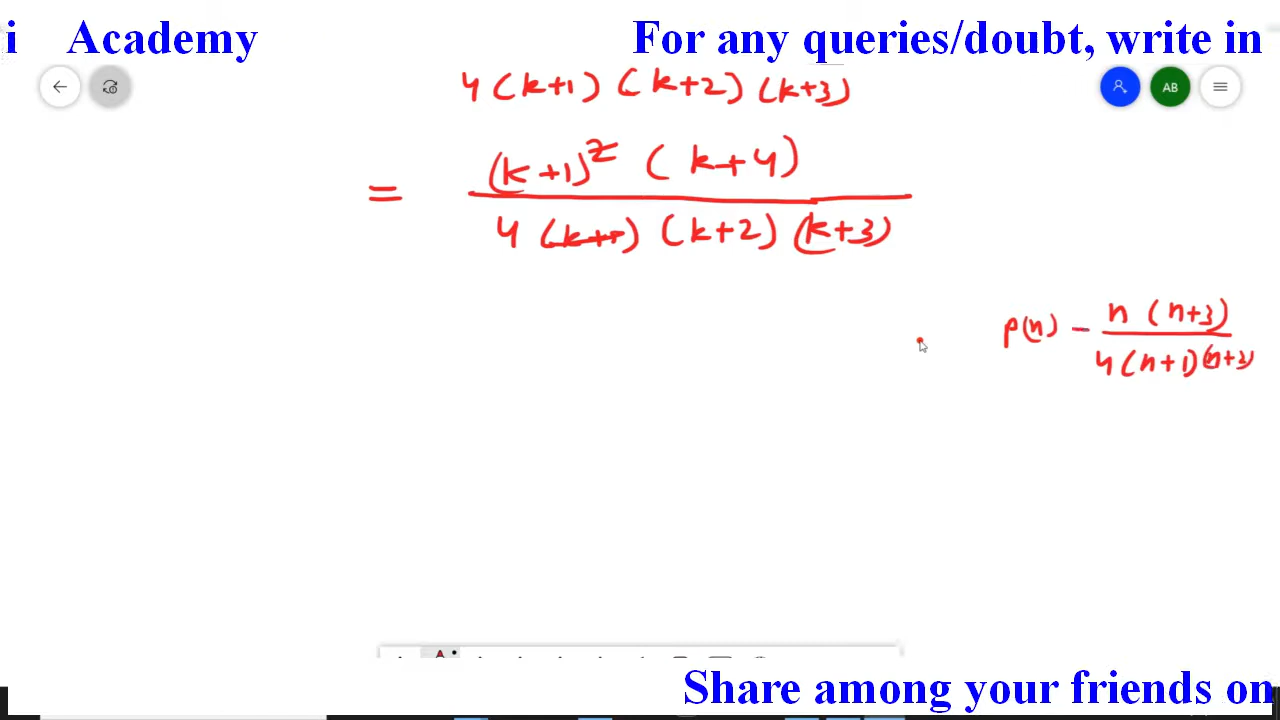 i Academy For any queries/doubt, write in
4 (k+1) (k+2) (k+3)
= (k+1)² (k+4)
4 (k+1) (k+2) (k+3)
AB
P(n) - n (n+3)
4 (n+1) (n+2)
Share among your friends on